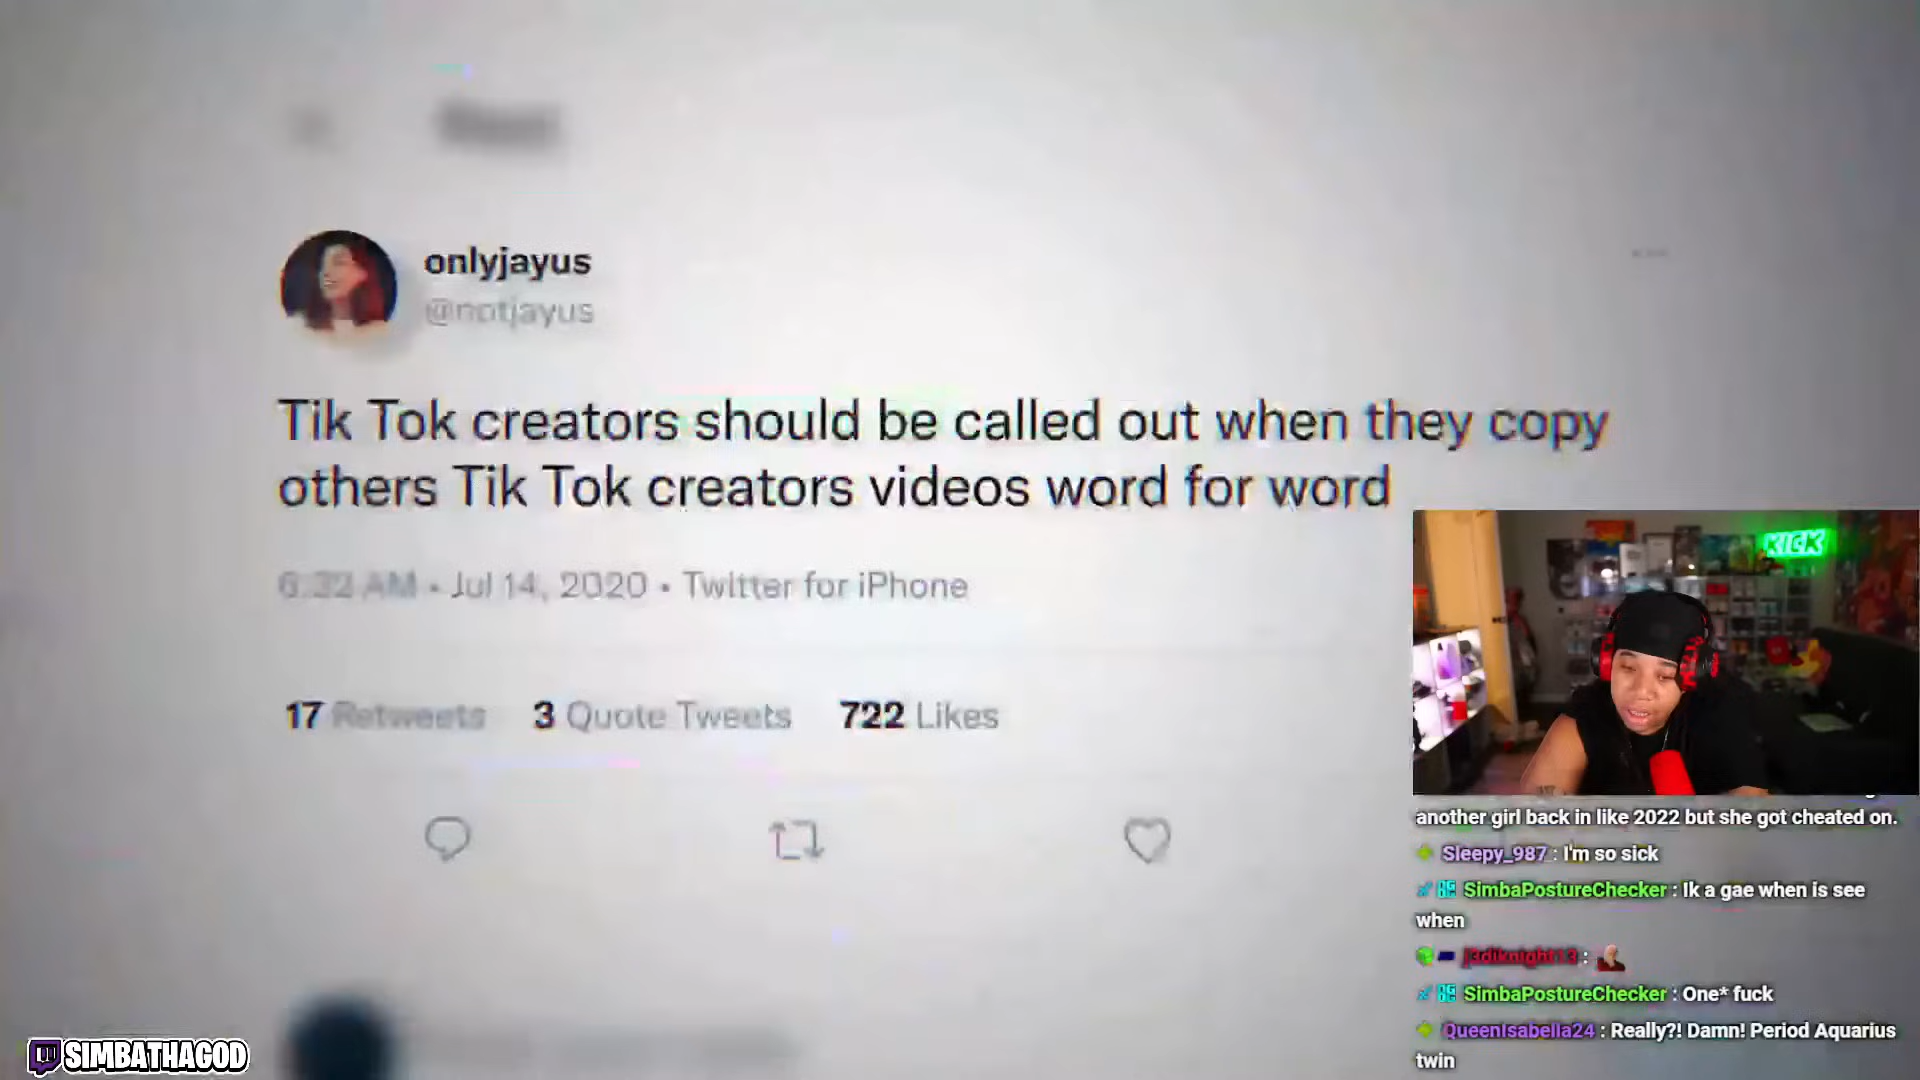 onlyjayus
@notjayus
Tik Tok creators should be called out when they copy
others Tik Tok creators videos word for word
6:32 AM • Jul 14, 2020 • Twitter for iPhone
17 Retweets 3 Quote Tweets 722 Likes
KICK
another girl back in like 2022 but she got cheated on.
Sleepy_987 : I'm so sick
SimbaPostureChecker : Ik a gae when is see
when
j3diknight13 :
SimbaPostureChecker : One* fuck
QueenIsabella24 : Really?! Damn! Period Aquarius
twin
SIMBATHAGOD